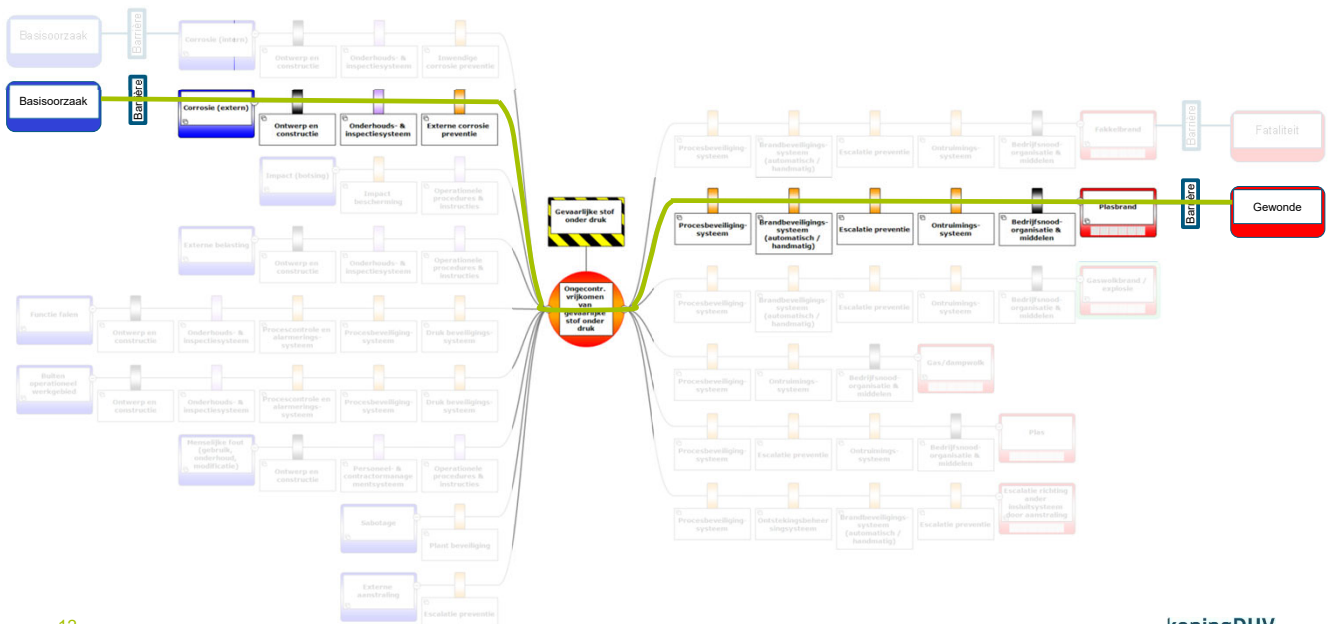 Basisoorzaak
Barrière
Corrosie (intern)
Ontwerp en
constructie
Onderhouds- &
inspectiesysteem
Inwendige
corrosie preventie
Basisoorzaak
Barrière
Corrosie (extern)
Ontwerp en
constructie
Onderhouds- &
inspectiesysteem
Externe corrosie
preventie
Impact (botsing)
Impact
bescherming
Operationele
procedures &
instructies
Externe belasting
Ontwerp en
constructie
Onderhouds- &
inspectiesysteem
Operationele
procedures &
instructies
Functie falen
Ontwerp en
constructie
Onderhouds- &
inspectiesysteem
Procescontrole en
alarmerings-
systeem
Procesbeveiliging-
systeem
Druk beveiligings-
systeem
Buiten
operationeel
werkgebied
Ontwerp en
constructie
Onderhouds- &
inspectiesysteem
Procescontrole en
alarmerings-
systeem
Procesbeveiliging-
systeem
Druk beveiligings-
systeem
Menselijke fout
(gebruik,
onderhoud,
modificatie)
Ontwerp en
constructie
Personeel- &
contractormanage
mentsysteem
Operationele
procedures &
instructies
Sabotage
Plant beveiliging
Externe
aanstraling
Escalatie preventie
Gevaarlijke stof
onder druk
Ongecontr.
vrijkomen
van
gevaarlijke
stof onder
druk
Procesbeveiliging-
systeem
Brandbeveiligings-
systeem
(automatisch /
handmatig)
Escalatie preventie
Ontruimings-
systeem
Bedrijfsnood-
organisatie &
middelen
Fakkelbrand
Barrière
Fataliteit
Procesbeveiliging-
systeem
Brandbeveiligings-
systeem
(automatisch /
handmatig)
Escalatie preventie
Ontruimings-
systeem
Bedrijfsnood-
organisatie &
middelen
Plasbrand
Barrière
Gewonde
Procesbeveiliging-
systeem
Brandbeveiligings-
systeem
(automatisch /
handmatig)
Escalatie preventie
Ontruimings-
systeem
Bedrijfsnood-
organisatie &
middelen
Gaswolkbrand /
explosie
Procesbeveiliging-
systeem
Ontruimings-
systeem
Bedrijfsnood-
organisatie &
middelen
Gas/dampwolk
Procesbeveiliging-
systeem
Escalatie preventie
Ontruimings-
systeem
Bedrijfsnood-
organisatie &
middelen
Plas
Procesbeveiliging-
systeem
Ontstekingsbeheer
singsysteem
Brandbeveiligings-
systeem
(automatisch /
handmatig)
Escalatie preventie
Escalatie richting
ander
insluitsysteem
door aanstraling